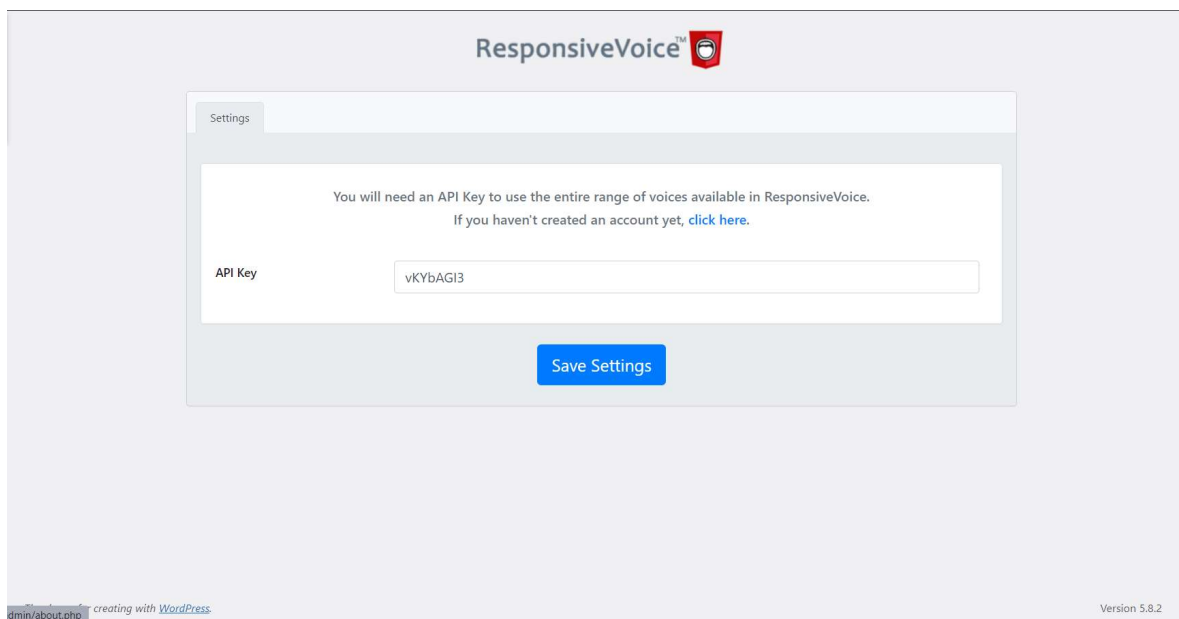 ResponsiveVoice™
Settings
You will need an API Key to use the entire range of voices available in ResponsiveVoice.
If you haven't created an account yet, click here.
API Key
vKYbAGI3
Save Settings
creating with WordPress.
Version 5.8.2
dmin/about.php